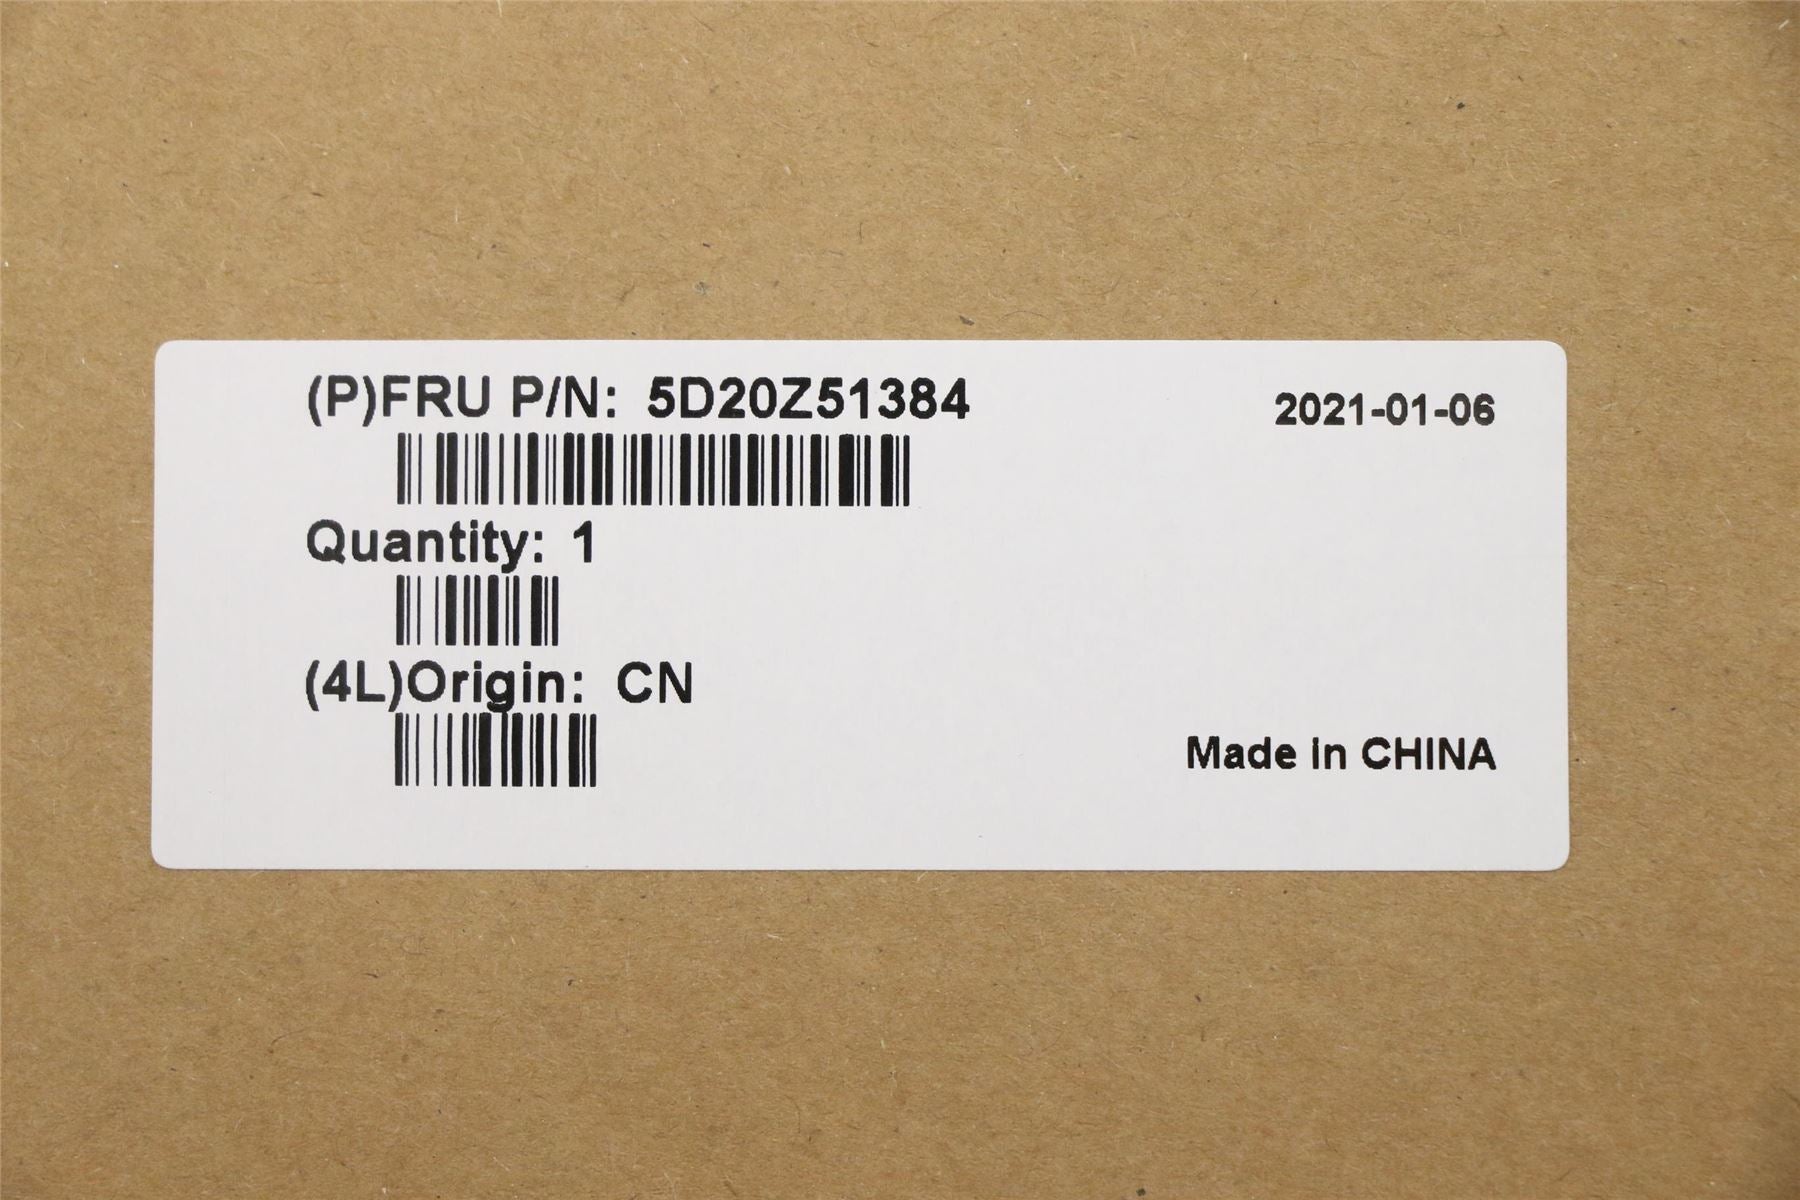 (P)FRU P/N: 5D20Z51384
2021-01-06
Quantity: 1
(4L)Origin: CN
Made in CHINA